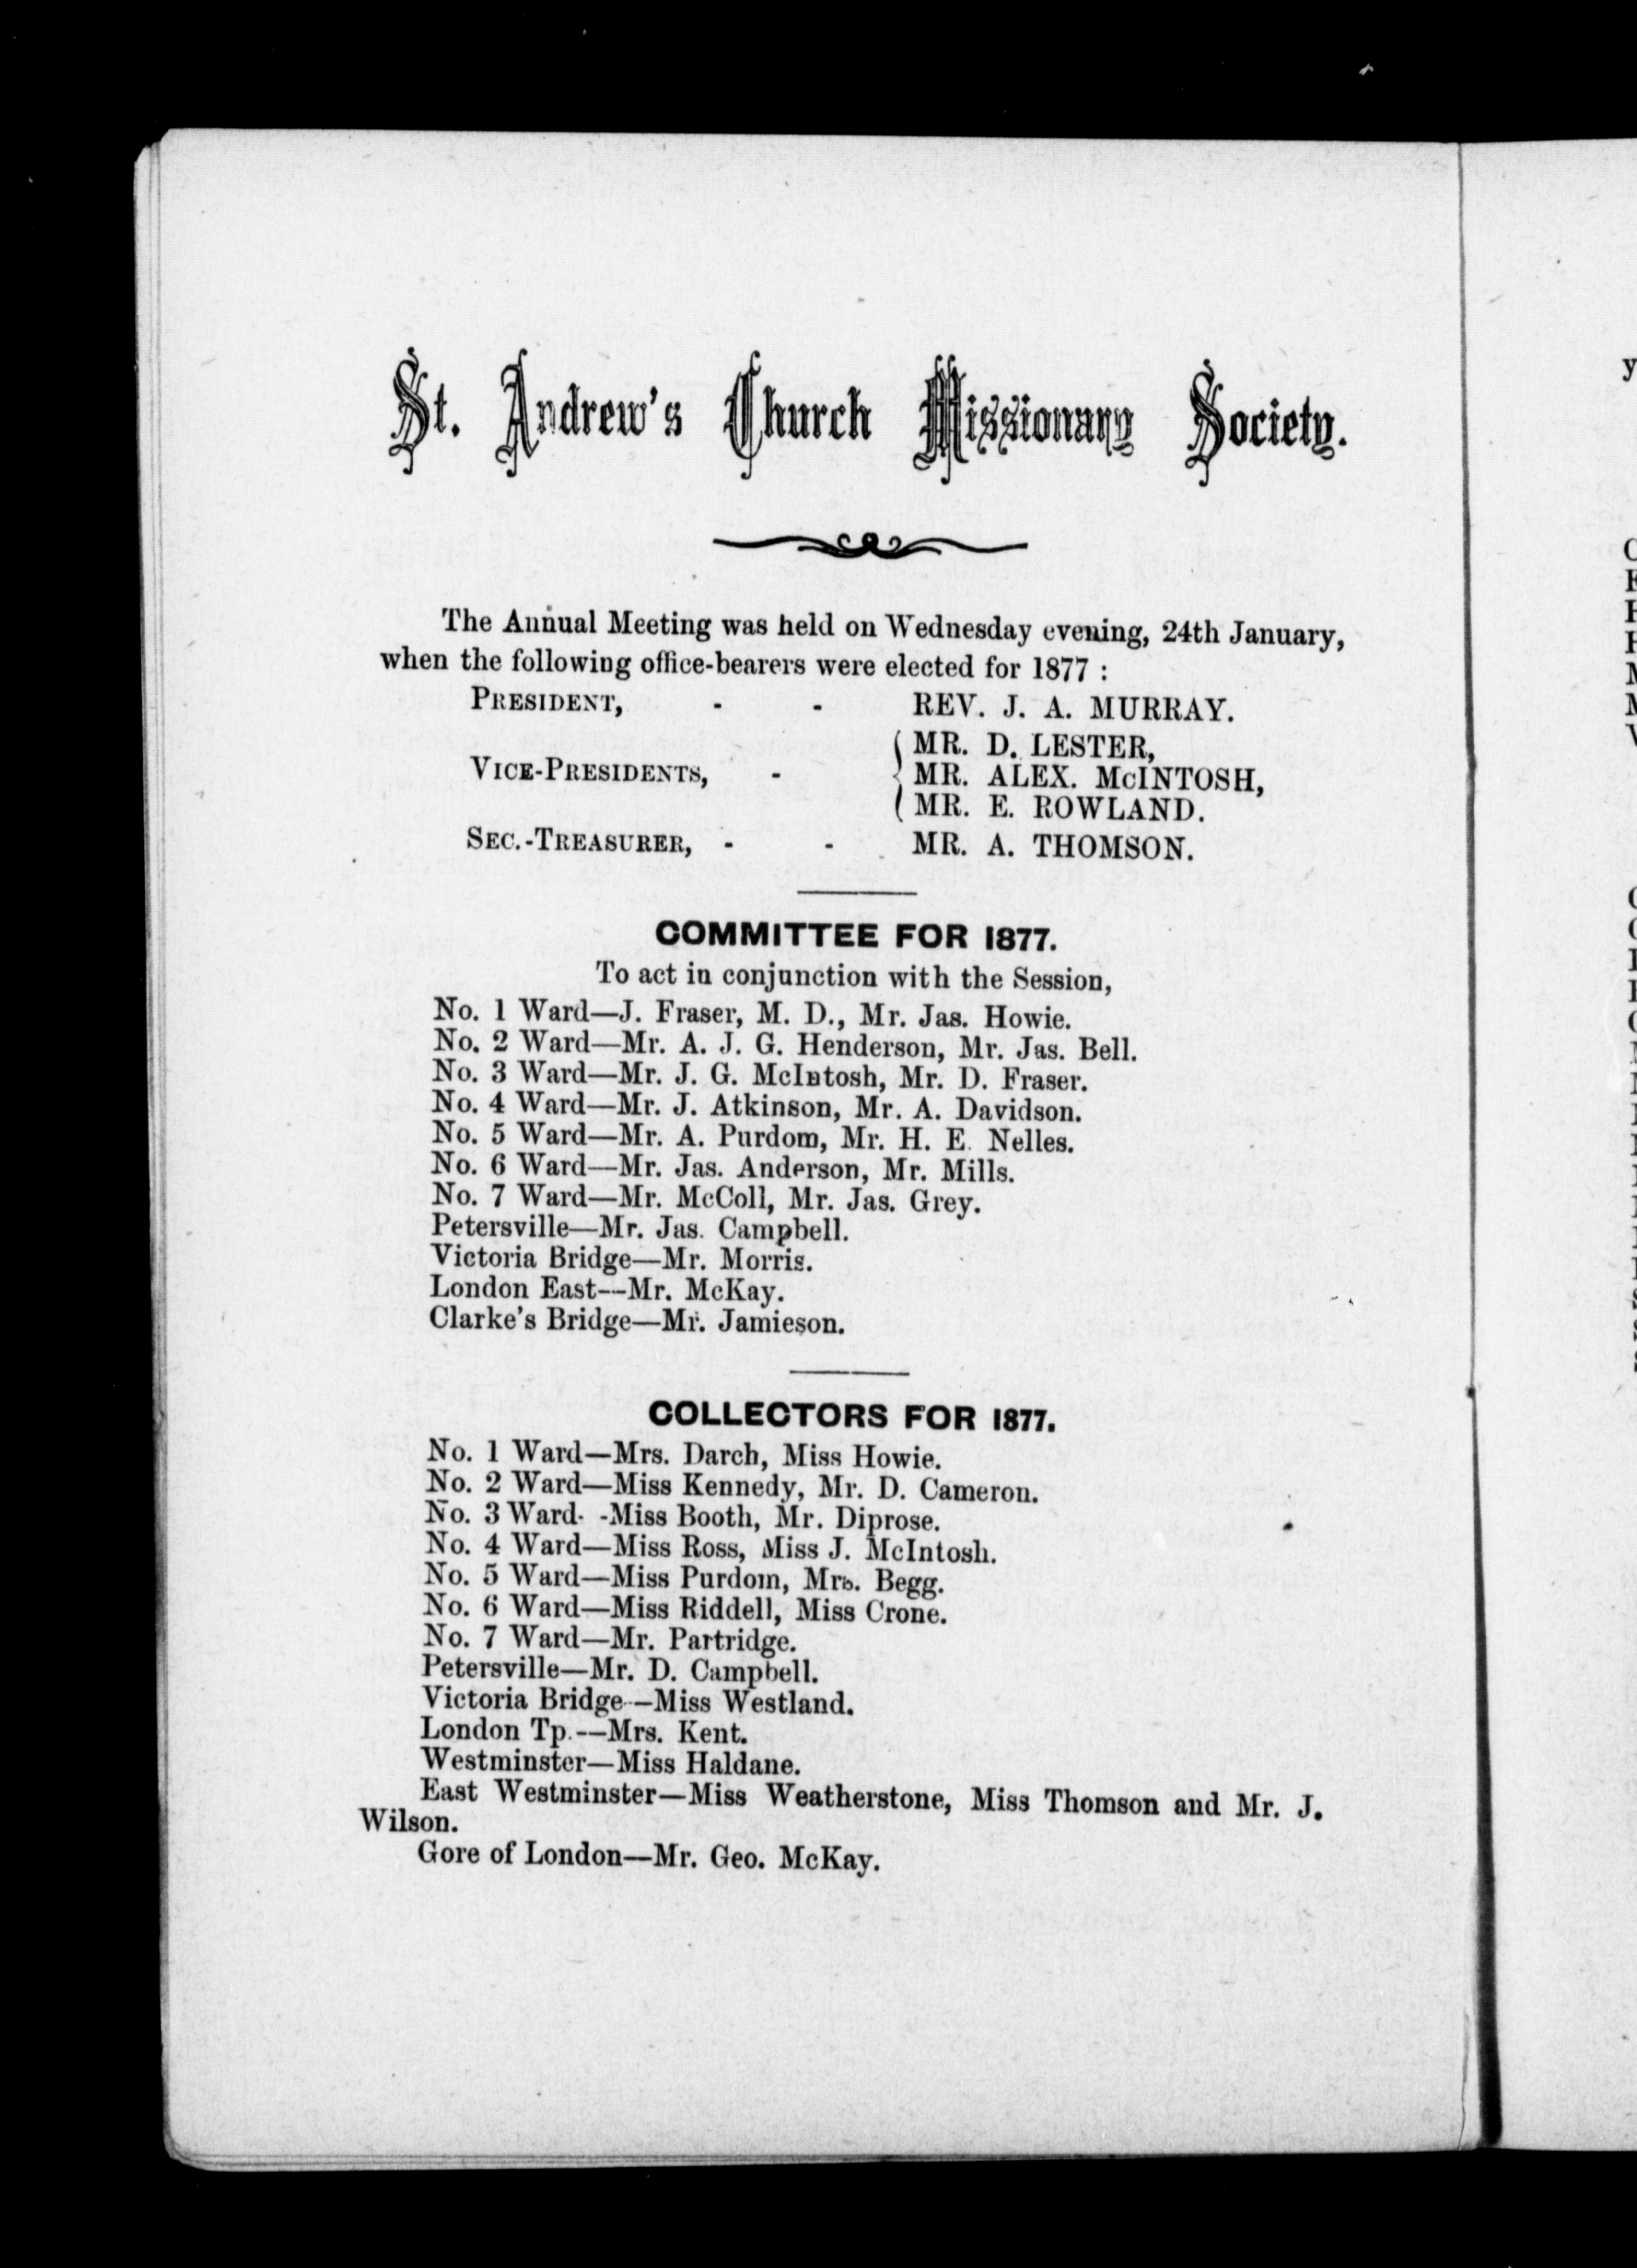 St. Andrew's Church Missionary Society.
The Annual Meeting was held on Wednesday evening, 24th January,
when the following office-bearers were elected for 1877 :
PRESIDENT, - - REV. J. A. MURRAY.
MR. D. LESTER,
VICE-PRESIDENTS, - MR. ALEX. McINTOSH,
MR. E. ROWLAND.
SEC.-TREASURER, - - MR. A. THOMSON.
COMMITTEE FOR 1877.
To act in conjunction with the Session,
No. 1 Ward—J. Fraser, M. D., Mr. Jas. Howie.
No. 2 Ward—Mr. A. J. G. Henderson, Mr. Jas. Bell.
No. 3 Ward—Mr. J. G. McIntosh, Mr. D. Fraser.
No. 4 Ward—Mr. J. Atkinson, Mr. A. Davidson.
No. 5 Ward—Mr. A. Purdom, Mr. H. E. Nelles.
No. 6 Ward—Mr. Jas. Anderson, Mr. Mills.
No. 7 Ward—Mr. McColl, Mr. Jas. Grey.
Petersville—Mr. Jas. Campbell.
Victoria Bridge—Mr. Morris.
London East--Mr. McKay.
Clarke's Bridge—Mr. Jamieson.
COLLECTORS FOR 1877.
No. 1 Ward—Mrs. Darch, Miss Howie.
No. 2 Ward—Miss Kennedy, Mr. D. Cameron.
No. 3 Ward- -Miss Booth, Mr. Diprose.
No. 4 Ward—Miss Ross, Miss J. McIntosh.
No. 5 Ward—Miss Purdom, Mrs. Begg.
No. 6 Ward—Miss Riddell, Miss Crone.
No. 7 Ward—Mr. Partridge.
Petersville—Mr. D. Campbell.
Victoria Bridge--Miss Westland.
London Tp.--Mrs. Kent.
Westminster—Miss Haldane.
East Westminster—Miss Weatherstone, Miss Thomson and Mr. J.
Wilson.
Gore of London—Mr. Geo. McKay.